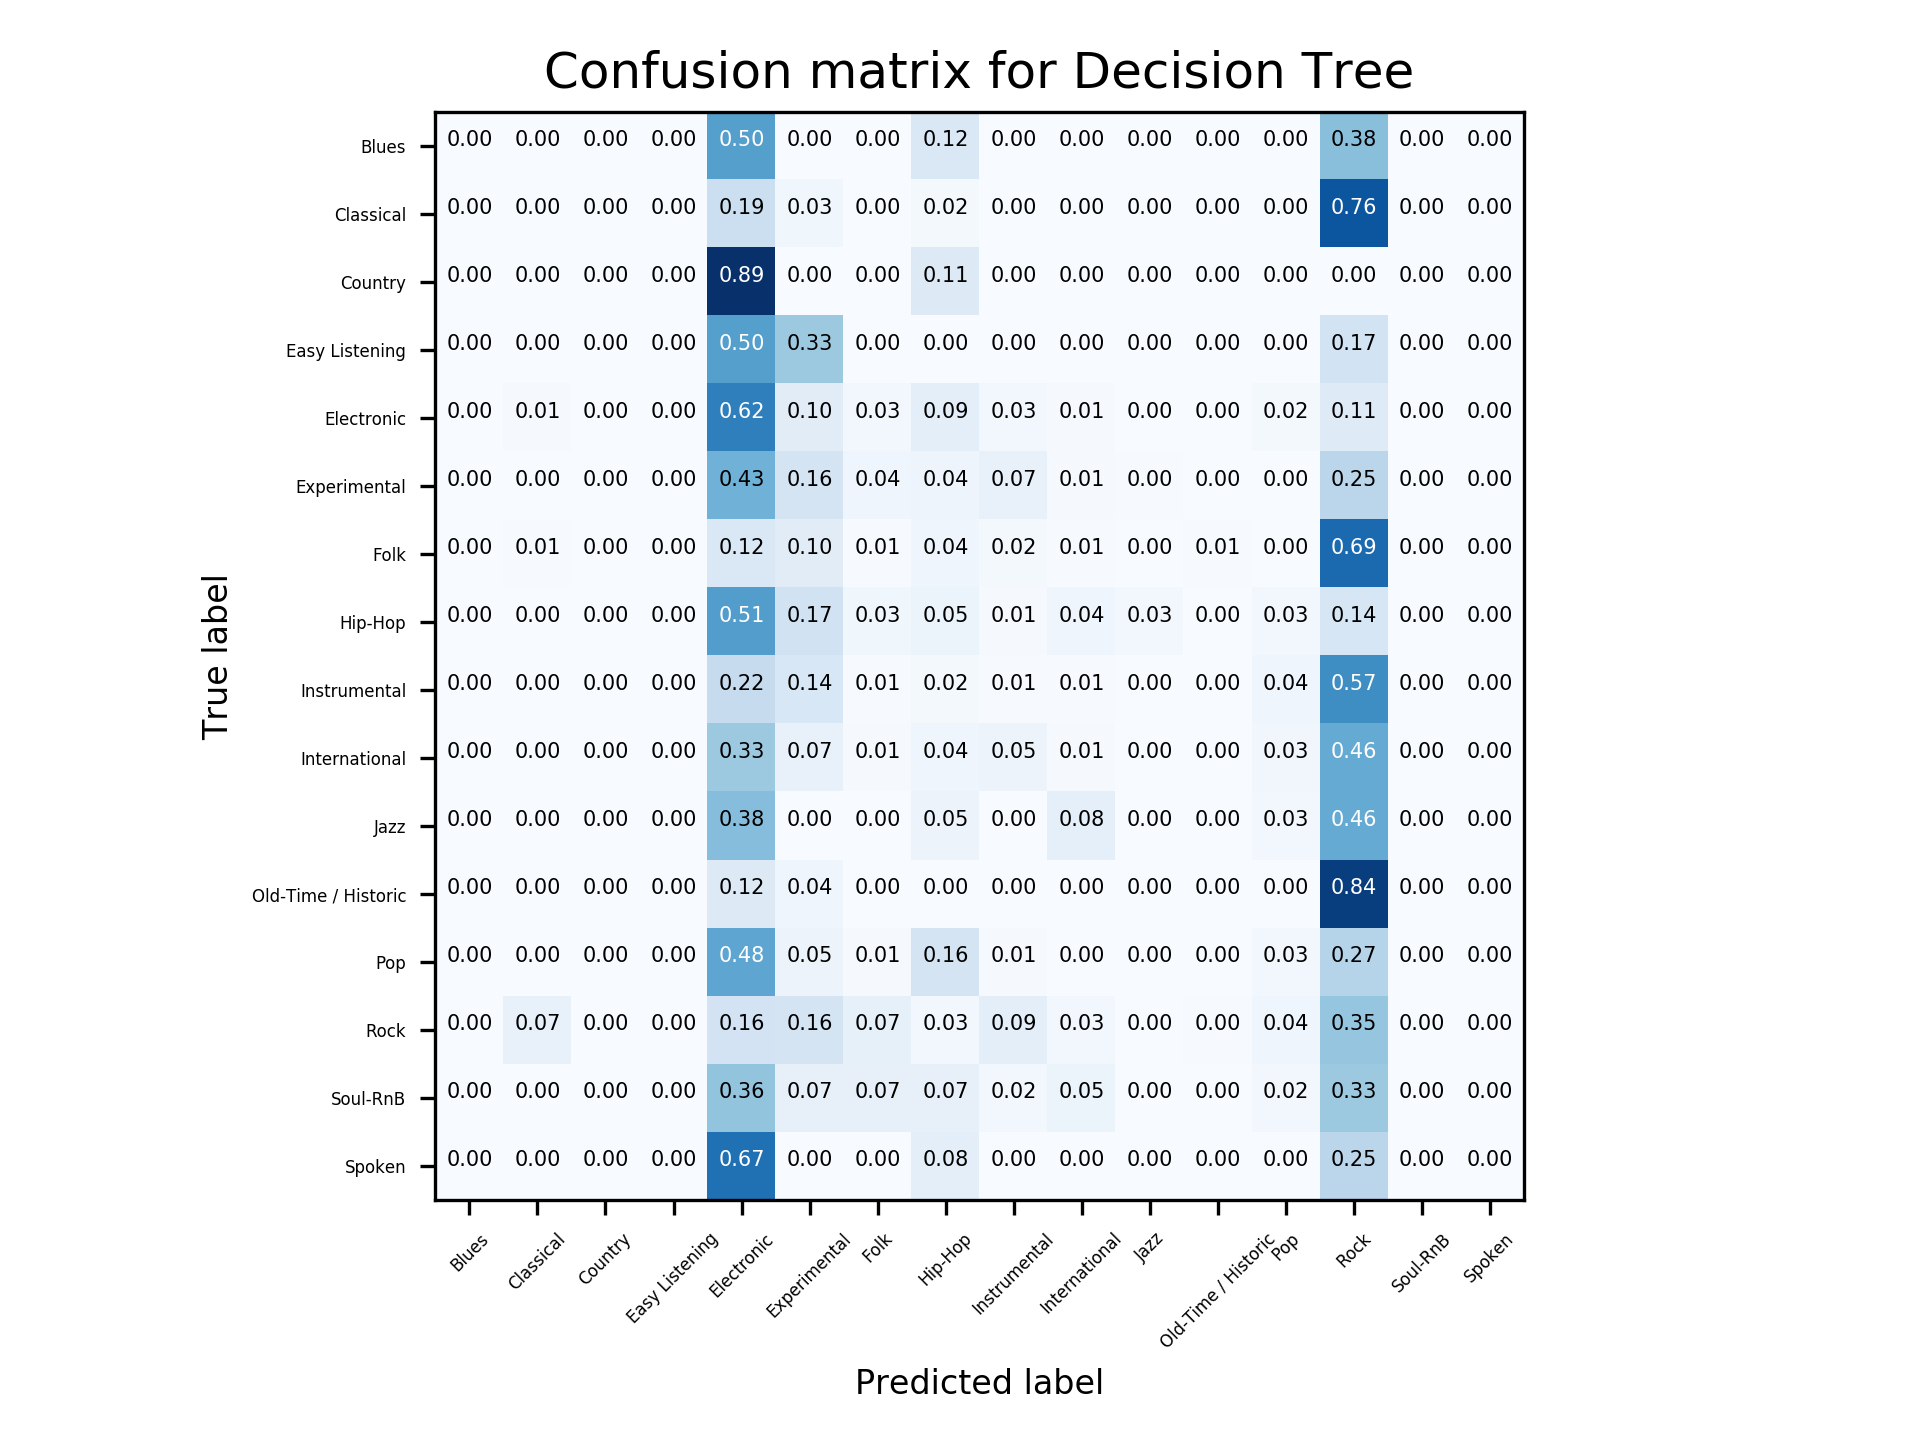 Confusion matrix for Decision Tree
Blues 0.00 0.00 0.00 0.00 0.50 0.00 0.00 0.12 0.00 0.00 0.00 0.00 0.00 0.38 0.00 0.00
Classical 0.00 0.00 0.00 0.00 0.19 0.03 0.00 0.02 0.00 0.00 0.00 0.00 0.00 0.76 0.00 0.00
Country 0.00 0.00 0.00 0.00 0.89 0.00 0.00 0.11 0.00 0.00 0.00 0.00 0.00 0.00 0.00 0.00
Easy Listening 0.00 0.00 0.00 0.00 0.50 0.33 0.00 0.00 0.00 0.00 0.00 0.00 0.00 0.17 0.00 0.00
Electronic 0.00 0.01 0.00 0.00 0.62 0.10 0.03 0.09 0.03 0.01 0.00 0.00 0.02 0.11 0.00 0.00
Experimental 0.00 0.00 0.00 0.00 0.43 0.16 0.04 0.04 0.07 0.01 0.00 0.00 0.00 0.25 0.00 0.00
Folk 0.00 0.01 0.00 0.00 0.12 0.10 0.01 0.04 0.02 0.01 0.00 0.01 0.00 0.69 0.00 0.00
Hip-Hop 0.00 0.00 0.00 0.00 0.51 0.17 0.03 0.05 0.01 0.04 0.03 0.00 0.03 0.14 0.00 0.00
Instrumental 0.00 0.00 0.00 0.00 0.22 0.14 0.01 0.02 0.01 0.01 0.00 0.00 0.04 0.57 0.00 0.00
International 0.00 0.00 0.00 0.00 0.33 0.07 0.01 0.04 0.05 0.01 0.00 0.00 0.03 0.46 0.00 0.00
Jazz 0.00 0.00 0.00 0.00 0.38 0.00 0.00 0.05 0.00 0.08 0.00 0.00 0.03 0.46 0.00 0.00
Old-Time / Historic 0.00 0.00 0.00 0.00 0.12 0.04 0.00 0.00 0.00 0.00 0.00 0.00 0.00 0.84 0.00 0.00
Pop 0.00 0.00 0.00 0.00 0.48 0.05 0.01 0.16 0.01 0.00 0.00 0.00 0.03 0.27 0.00 0.00
Rock 0.00 0.07 0.00 0.00 0.16 0.16 0.07 0.03 0.09 0.03 0.00 0.00 0.04 0.35 0.00 0.00
Soul-RnB 0.00 0.00 0.00 0.00 0.36 0.07 0.07 0.07 0.02 0.05 0.00 0.00 0.02 0.33 0.00 0.00
Spoken 0.00 0.00 0.00 0.00 0.67 0.00 0.00 0.08 0.00 0.00 0.00 0.00 0.00 0.25 0.00 0.00
True label
Blues Classical Country Easy Listening Electronic Experimental Folk Hip-Hop Instrumental International Jazz Old-Time / Historic Pop Rock Soul-RnB Spoken
Predicted label